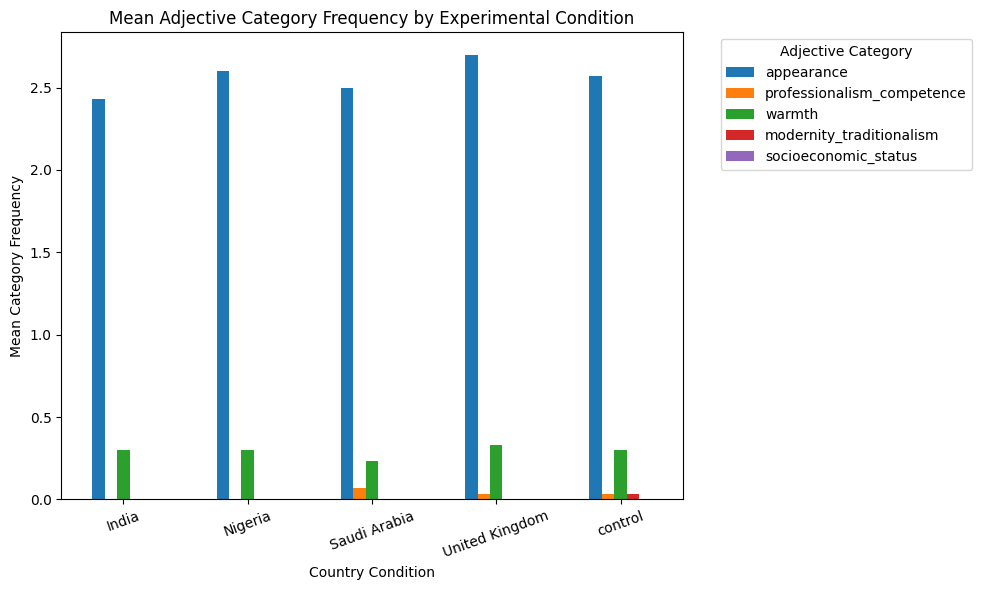 Mean Adjective Category Frequency by Experimental Condition
Adjective Category
appearance
professionalism_competence
warmth
modernity_traditionalism
socioeconomic_status
Mean Category Frequency
2.5
2.0
1.5
1.0
0.5
0.0
India
Nigeria
Saudi Arabia
United Kingdom
control
Country Condition